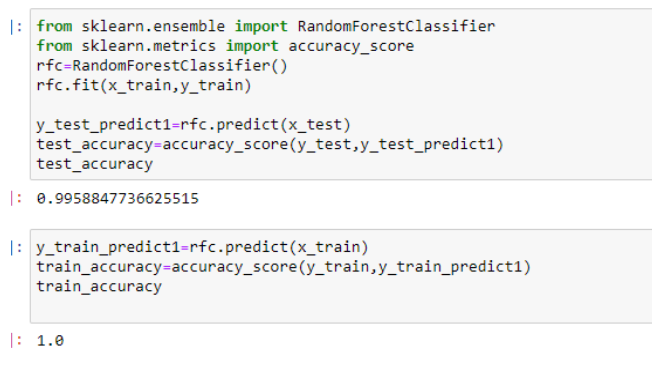 ]: from sklearn.ensemble import RandomForestClassifier
from sklearn.metrics import accuracy_score
rfc=RandomForestClassifier()
rfc.fit(x_train,y_train)
y_test_predict1=rfc.predict(x_test)
test_accuracy=accuracy_score(y_test,y_test_predict1)
test_accuracy
]: 0.9958847736625515
]: y_train_predict1=rfc.predict(x_train)
train_accuracy=accuracy_score(y_train,y_train_predict1)
train_accuracy
]: 1.0